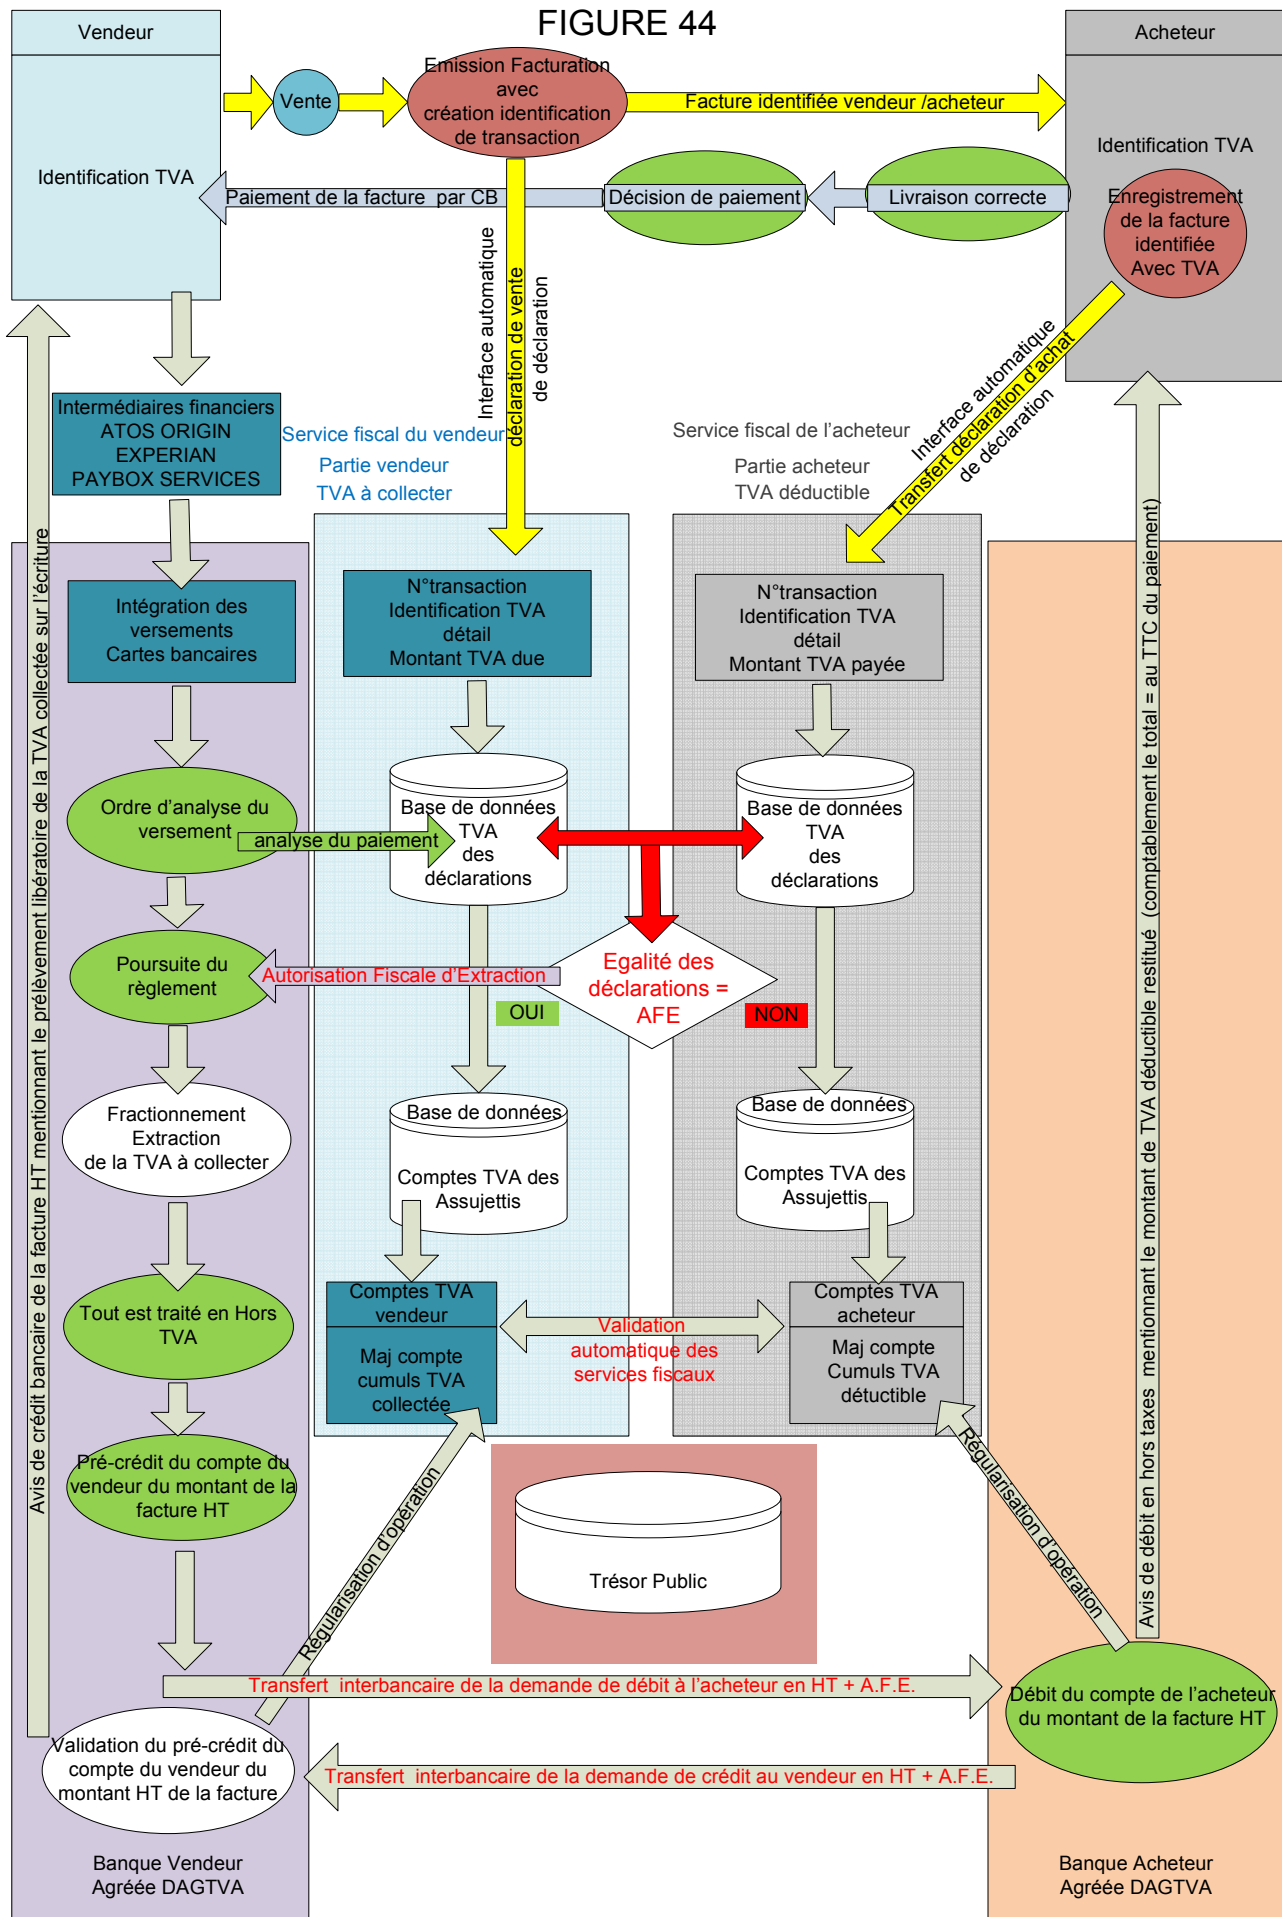 FIGURE 44
Vendeur
Identification TVA
Vente
Emission Facturation
avec
création identification
de transaction
Facture identifiée vendeur /acheteur
Acheteur
Identification TVA
Enregistrement
de la facture
identifiée
Avec TVA
Paiement de la facture  par CB
Décision de paiement
Livraison correcte
Interface automatique
déclaration de vente
de déclaration
Interface automatique
Transfert déclaration d'achat
de déclaration
Intermédiaires financiers
ATOS ORIGIN
EXPERIAN
PAYBOX SERVICES
Service fiscal du vendeur
Partie vendeur
TVA à collecter
Service fiscal de l'acheteur
Partie acheteur
TVA déductible
Intégration des
versements
Cartes bancaires
N°transaction
Identification TVA
détail
Montant TVA due
N°transaction
Identification TVA
détail
Montant TVA payée
Ordre d'analyse du
versement
analyse du paiement
Base de données
TVA
des
déclarations
Base de données
TVA
des
déclarations
Poursuite du
règlement
Autorisation Fiscale d'Extraction
Egalité des
déclarations =
AFE
OUI
NON
Fractionnement
Extraction
de la TVA à collecter
Base de données
Comptes TVA des
Assujettis
Base de données
Comptes TVA des
Assujettis
Tout est traité en Hors
TVA
Comptes TVA
vendeur
Maj compte
cumuls TVA
collectée
Validation
automatique des
services fiscaux
Comptes TVA
acheteur
Maj compte
Cumuls TVA
détuctible
Pré-crédit du compte du
vendeur du montant de la
facture HT
Régularisation d'opération
Régularisation d'opération
Trésor Public
Transfert  interbancaire de la demande de débit à l'acheteur en HT + A.F.E.
Débit du compte de l'acheteur
du montant de la facture HT
Validation du pré-crédit du
compte du vendeur du
montant HT de la facture
Transfert  interbancaire de la demande de crédit au vendeur en HT + A.F.E.
Avis de crédit bancaire de la facture HT mentionnant le prélèvement libératoire de la TVA collectée sur l'écriture
Avis de débit en hors taxes  mentionnant le montant de TVA déductible restitué  (comptablement le total = au TTC du paiement)
Banque Vendeur
Agréée DAGTVA
Banque Acheteur
Agréée DAGTVA